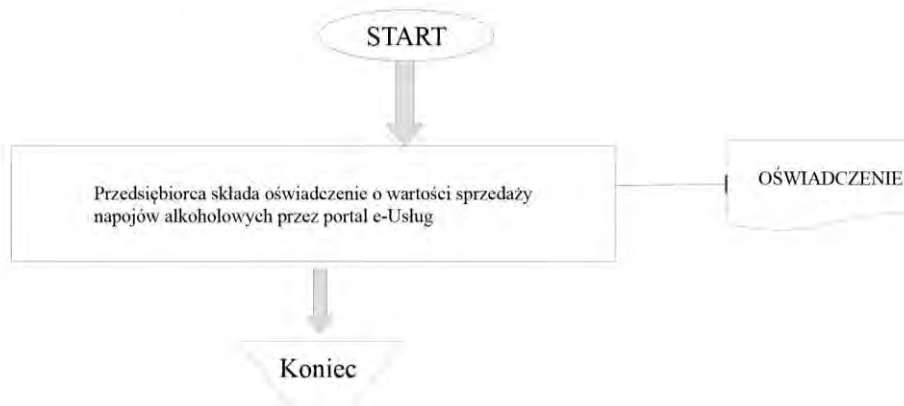 START
Przedsiębiorca składa oświadczenie o wartości sprzedaży
napojów alkoholowych przez portal e-Usług
OŚWIADCZENIE
Koniec